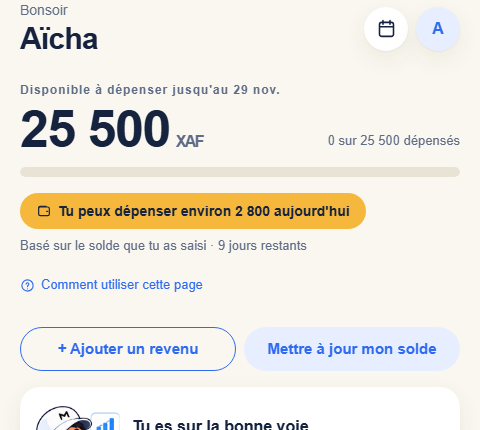 Bonsoir
Aïcha
A
Disponible à dépenser jusqu'au 29 nov.
25 500 XAF
0 sur 25 500 dépensés
Tu peux dépenser environ 2 800 aujourd'hui
Basé sur le solde que tu as saisi · 9 jours restants
Comment utiliser cette page
+ Ajouter un revenu
Mettre à jour mon solde
Tu es sur la bonne voie